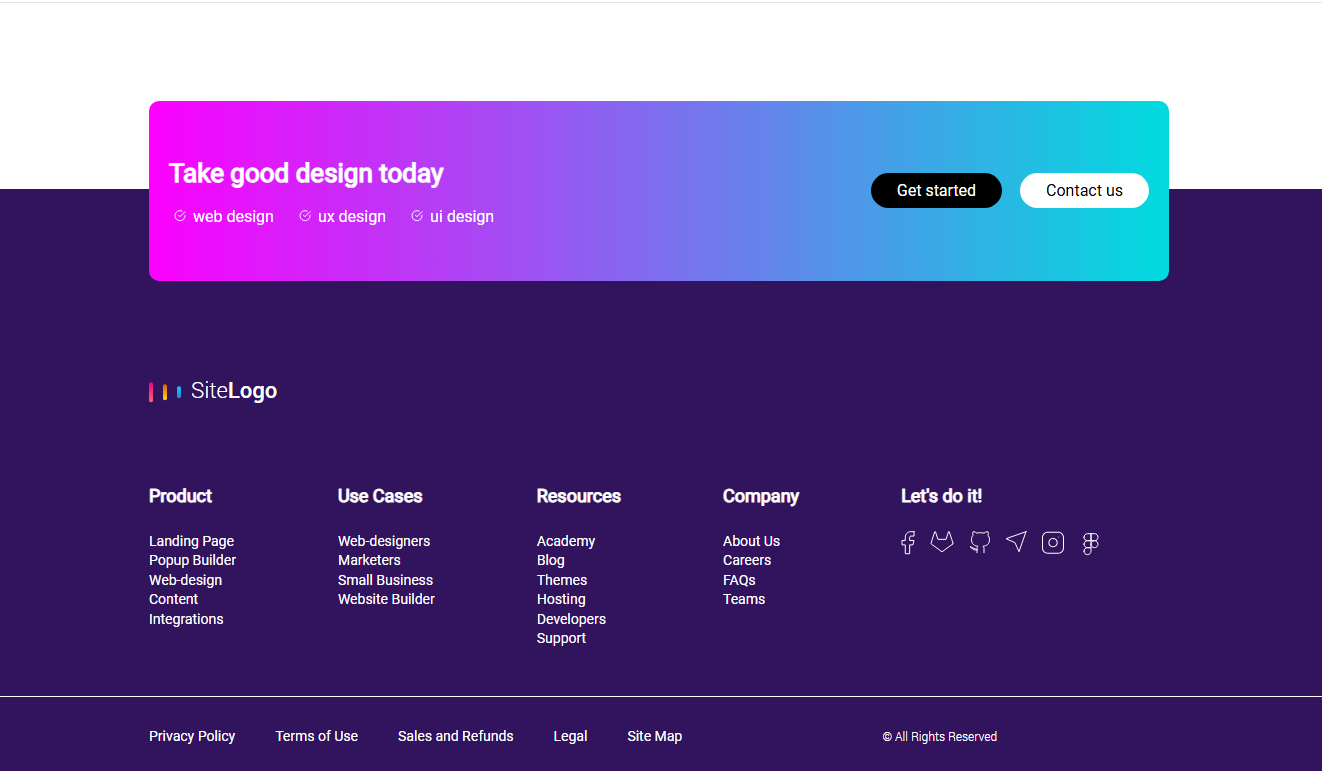 Take good design today
web design ux design ui design
Get started Contact us
SiteLogo
Product
Landing Page
Popup Builder
Web-design
Content
Integrations
Use Cases
Web-designers
Marketers
Small Business
Website Builder
Resources
Academy
Blog
Themes
Hosting
Developers
Support
Company
About Us
Careers
FAQs
Teams
Let's do it!
Privacy Policy Terms of Use Sales and Refunds Legal Site Map © All Rights Reserved